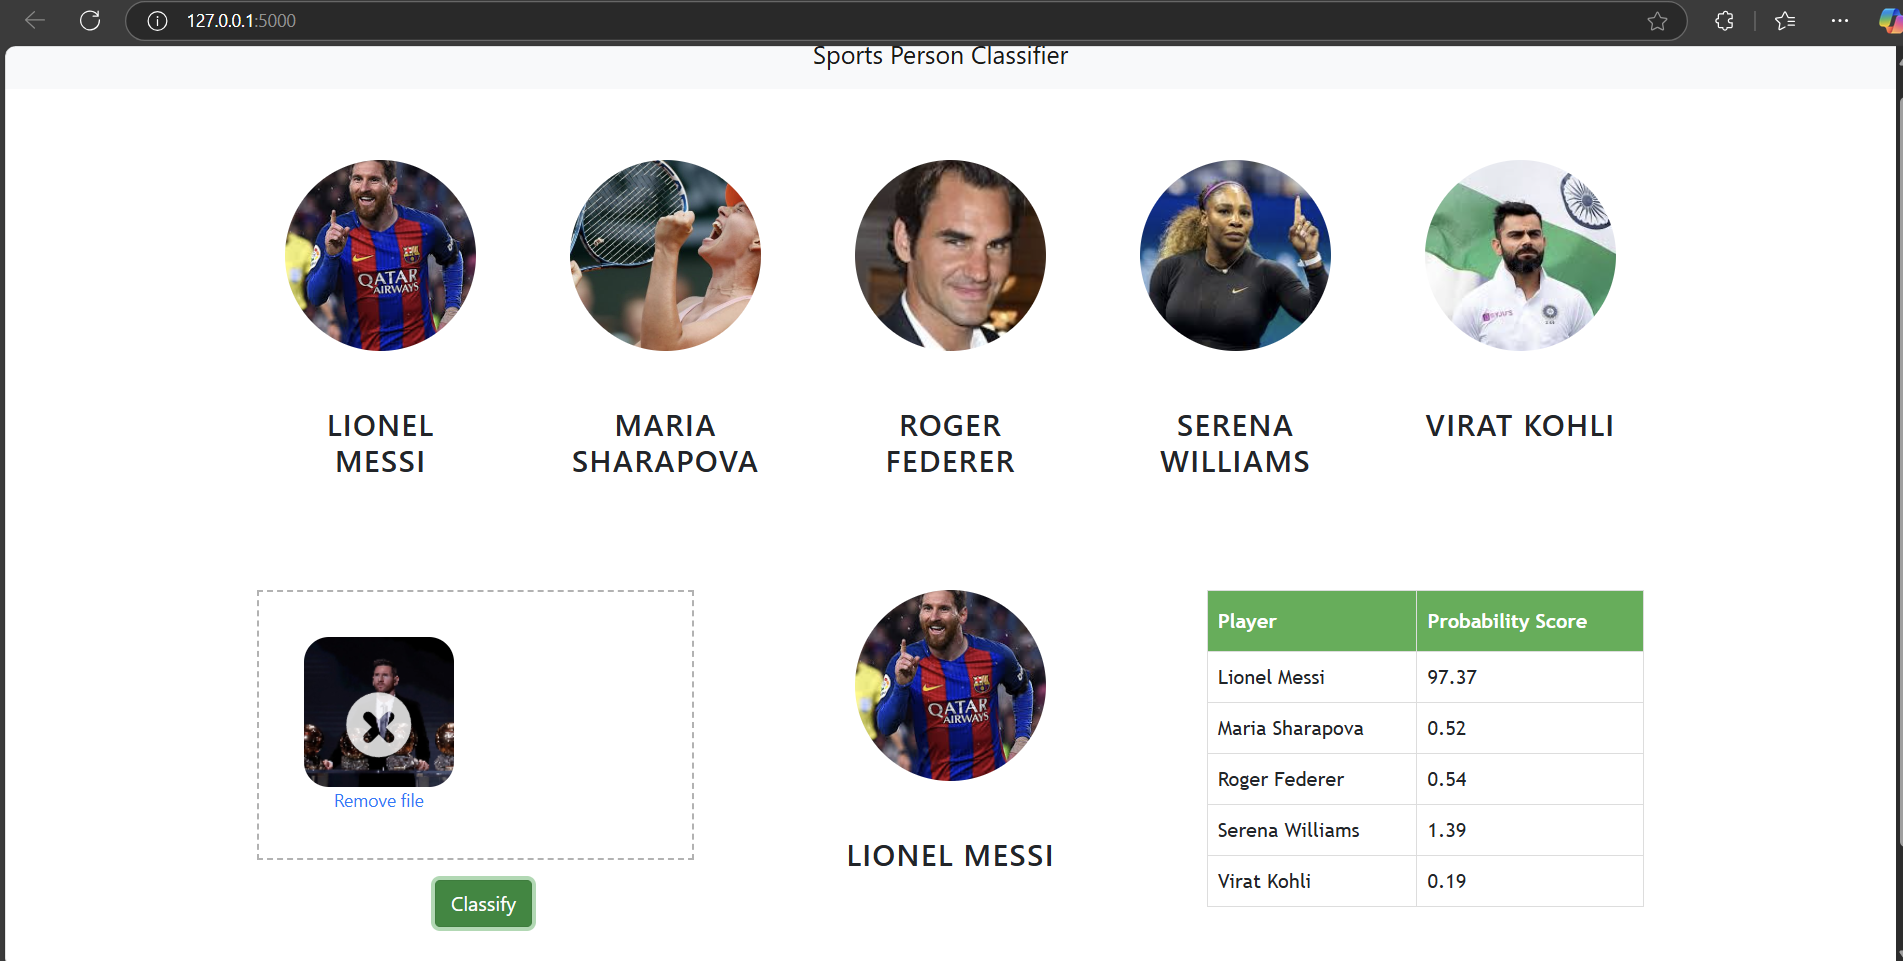 127.0.0.1:5000
Sports Person Classifier
QATAR
AIRWAYS
BYJU'S
LIONEL
MESSI
MARIA
SHARAPOVA
ROGER
FEDERER
SERENA
WILLIAMS
VIRAT KOHLI
Remove file
Classify
QATAR
AIRWAYS
LIONEL MESSI
Player Probability Score
Lionel Messi 97.37
Maria Sharapova 0.52
Roger Federer 0.54
Serena Williams 1.39
Virat Kohli 0.19